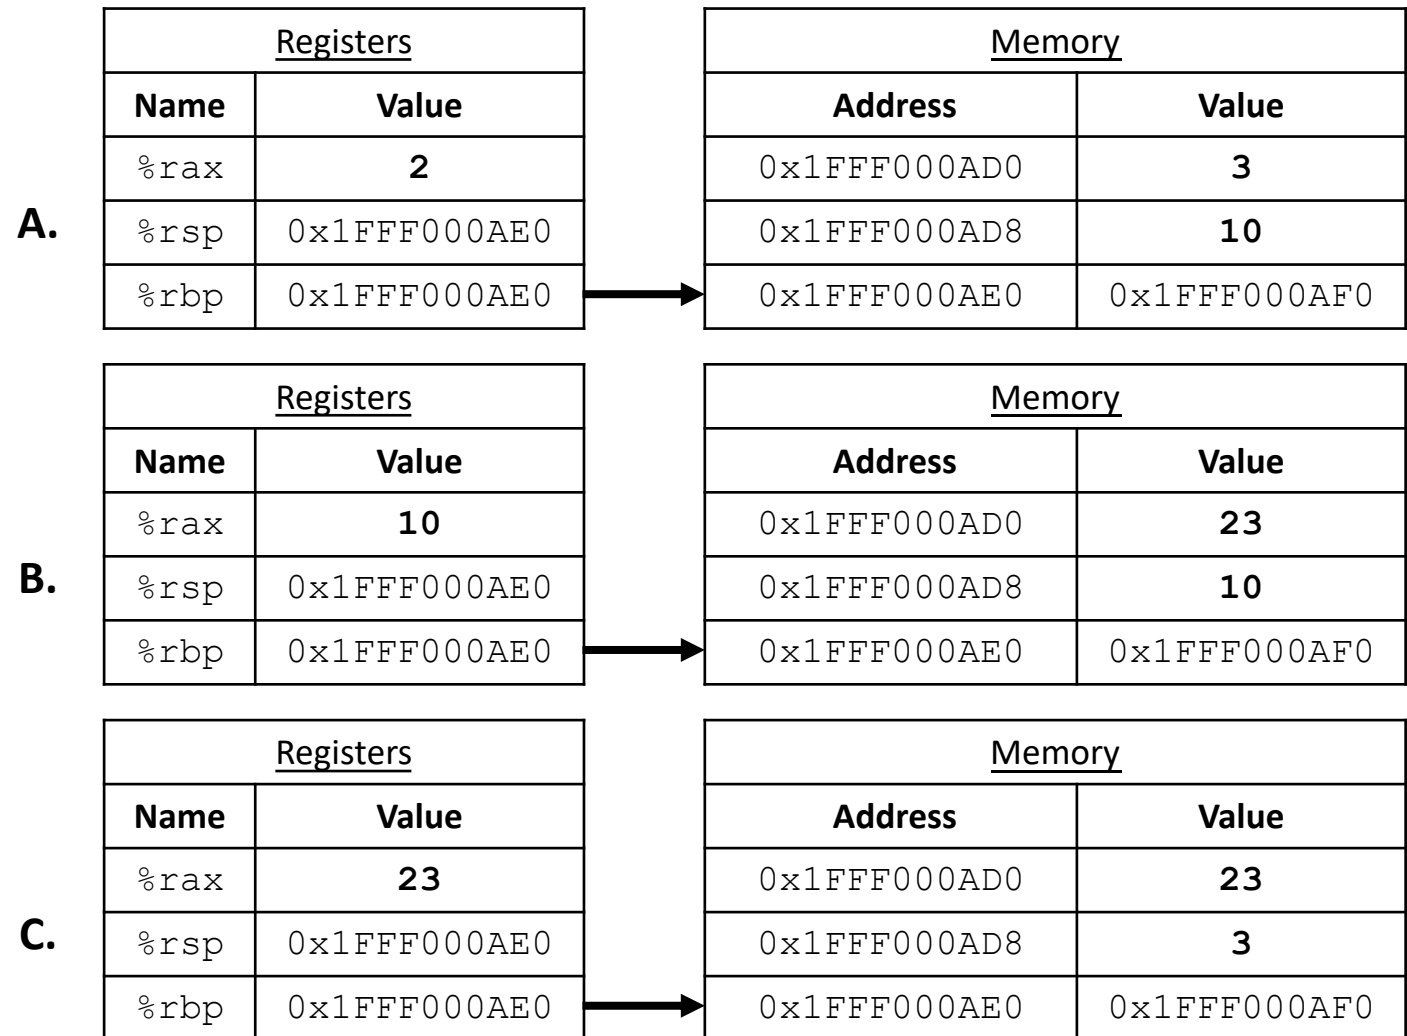 Registers Memory
Name Value Address Value
%rax 2 0x1FFF000AD0 3
A. %rsp 0x1FFF000AE0 0x1FFF000AD8 10
%rbp 0x1FFF000AE0 0x1FFF000AE0 0x1FFF000AF0
Registers Memory
Name Value Address Value
%rax 10 0x1FFF000AD0 23
B. %rsp 0x1FFF000AE0 0x1FFF000AD8 10
%rbp 0x1FFF000AE0 0x1FFF000AE0 0x1FFF000AF0
Registers Memory
Name Value Address Value
%rax 23 0x1FFF000AD0 23
C. %rsp 0x1FFF000AE0 0x1FFF000AD8 3
%rbp 0x1FFF000AE0 0x1FFF000AE0 0x1FFF000AF0